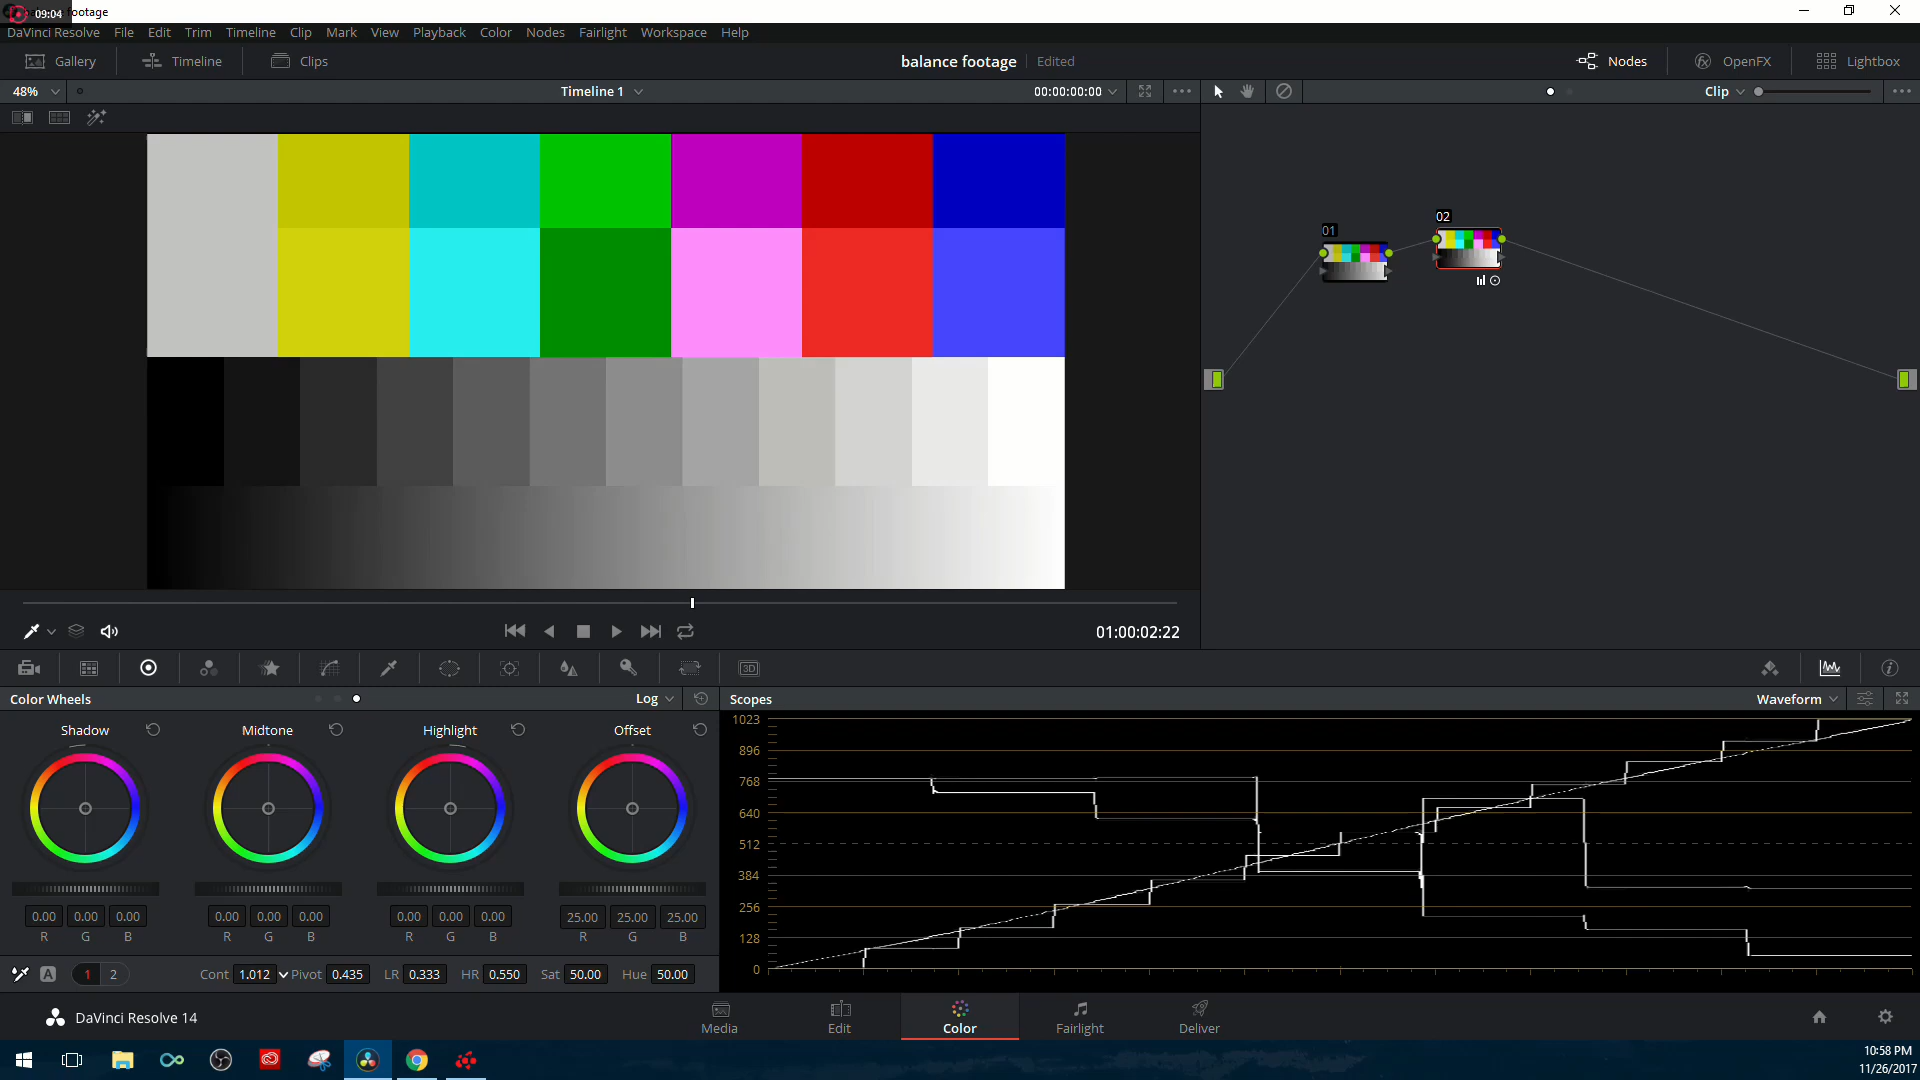 09:04
footage
DaVinci Resolve File Edit Trim Timeline Clip Mark View Playback Color Nodes Fairlight Workspace Help
Gallery Timeline Clips balance footage Edited Nodes fx OpenFX Lightbox
48% Timeline 1 00:00:00:00 Clip
01
02
01:00:02:22
3D
Color Wheels Log Scopes Waveform
Shadow Midtone Highlight Offset
1023
896
768
640
512
384
256
128
0
0.00 0.00 0.00 0.00 0.00 0.00 0.00 0.00 0.00 25.00 25.00 25.00
R G B R G B R G B R G B
A 1 2 Cont 1.012 Pivot 0.435 LR 0.333 HR 0.550 Sat 50.00 Hue 50.00
DaVinci Resolve 14
Media Edit Color Fairlight Deliver
10:58 PM
11/26/2017